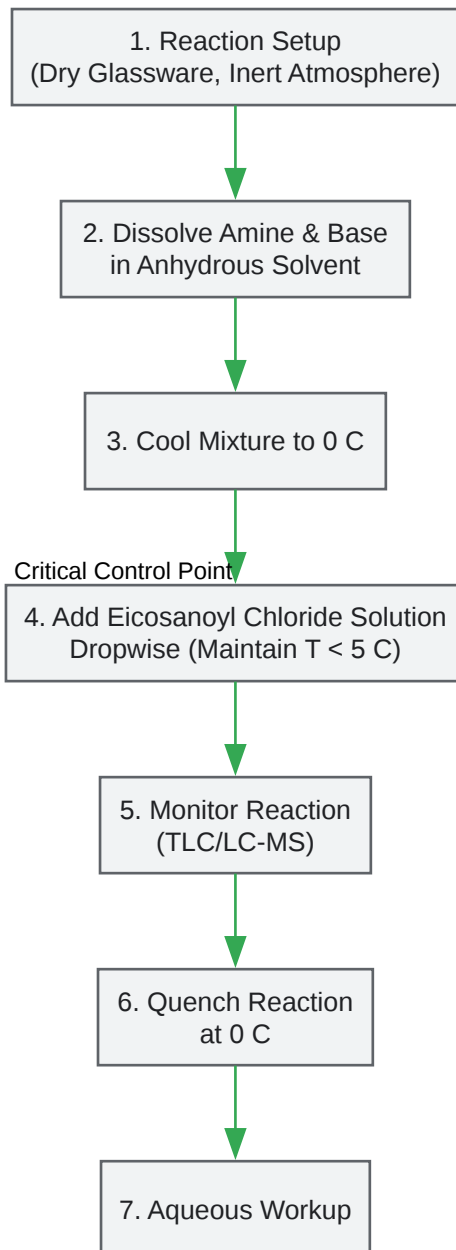 1. Reaction Setup
(Dry Glassware, Inert Atmosphere)
2. Dissolve Amine & Base
in Anhydrous Solvent
3. Cool Mixture to 0 C
Critical Control Point
4. Add Eicosanoyl Chloride Solution
Dropwise (Maintain T < 5 C)
5. Monitor Reaction
(TLC/LC-MS)
6. Quench Reaction
at 0 C
7. Aqueous Workup